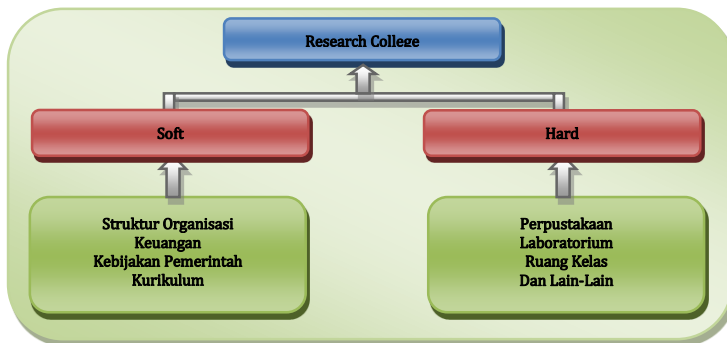 Research College
Soft
Hard
Struktur Organisasi
Keuangan
Kebijakan Pemerintah
Kurikulum
Perpustakaan
Laboratorium
Ruang Kelas
Dan Lain-Lain